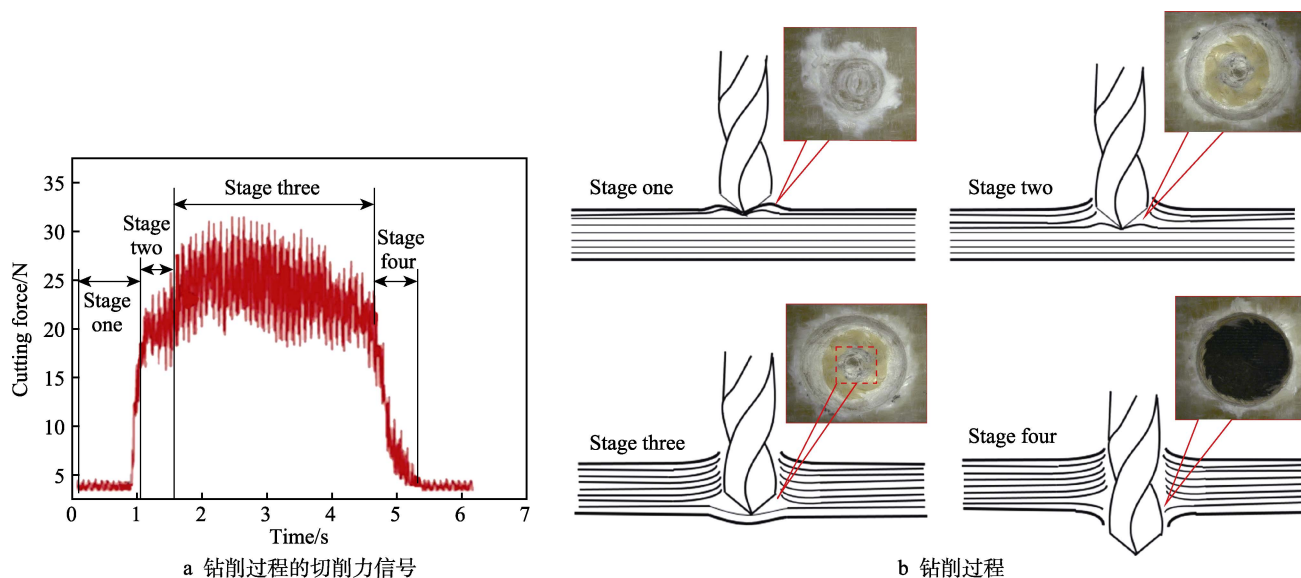 Cutting force/N
35
30
25
20
15
10
5
0
1
2
3
4
5
6
7
Time/s
Stage
one
Stage
two
Stage three
Stage
four
a 钻削过程的切削力信号
Stage one
Stage two
Stage three
Stage four
b 钻削过程